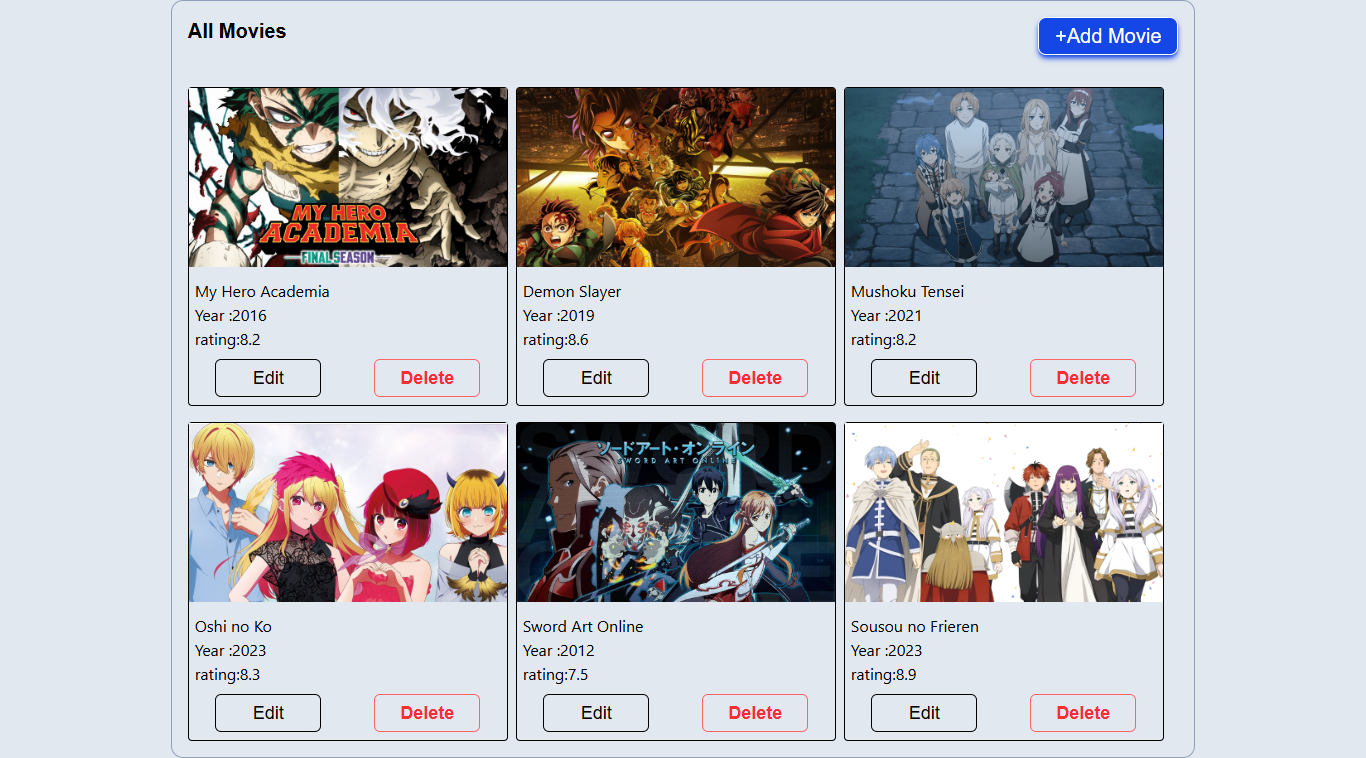 All Movies
+Add Movie
MY HERO
ACADEMIA
FINAL SEASON
My Hero Academia
Year :2016
rating:8.2
Edit
Delete
Demon Slayer
Year :2019
rating:8.6
Edit
Delete
Mushoku Tensei
Year :2021
rating:8.2
Edit
Delete
Oshi no Ko
Year :2023
rating:8.3
Edit
Delete
ソードアート・オンライン
SWORD ART ONLINE
Sword Art Online
Year :2012
rating:7.5
Edit
Delete
Sousou no Frieren
Year :2023
rating:8.9
Edit
Delete